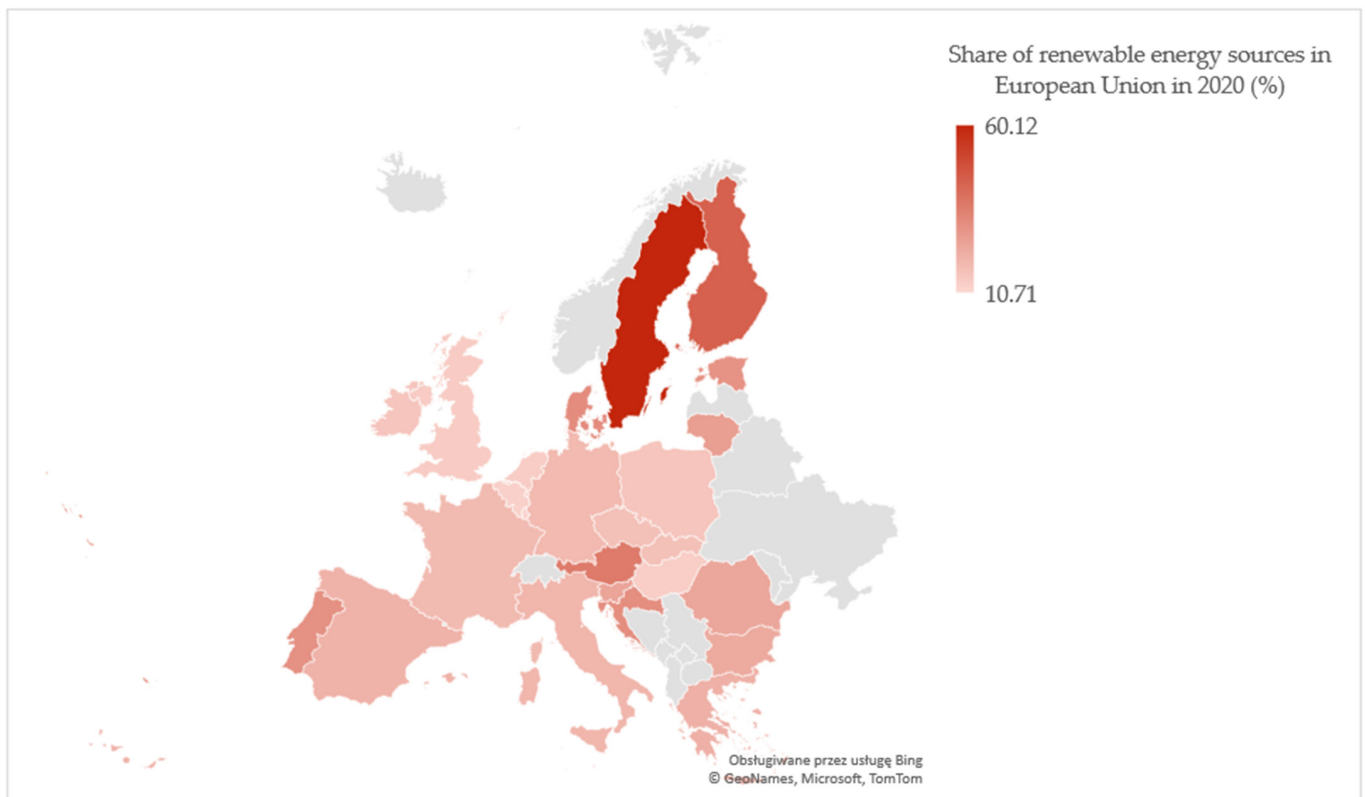 Share of renewable energy sources in
European Union in 2020 (%)
60.12
10.71
Obsługiwane przez usługę Bing
© GeoNames, Microsoft, TomTom